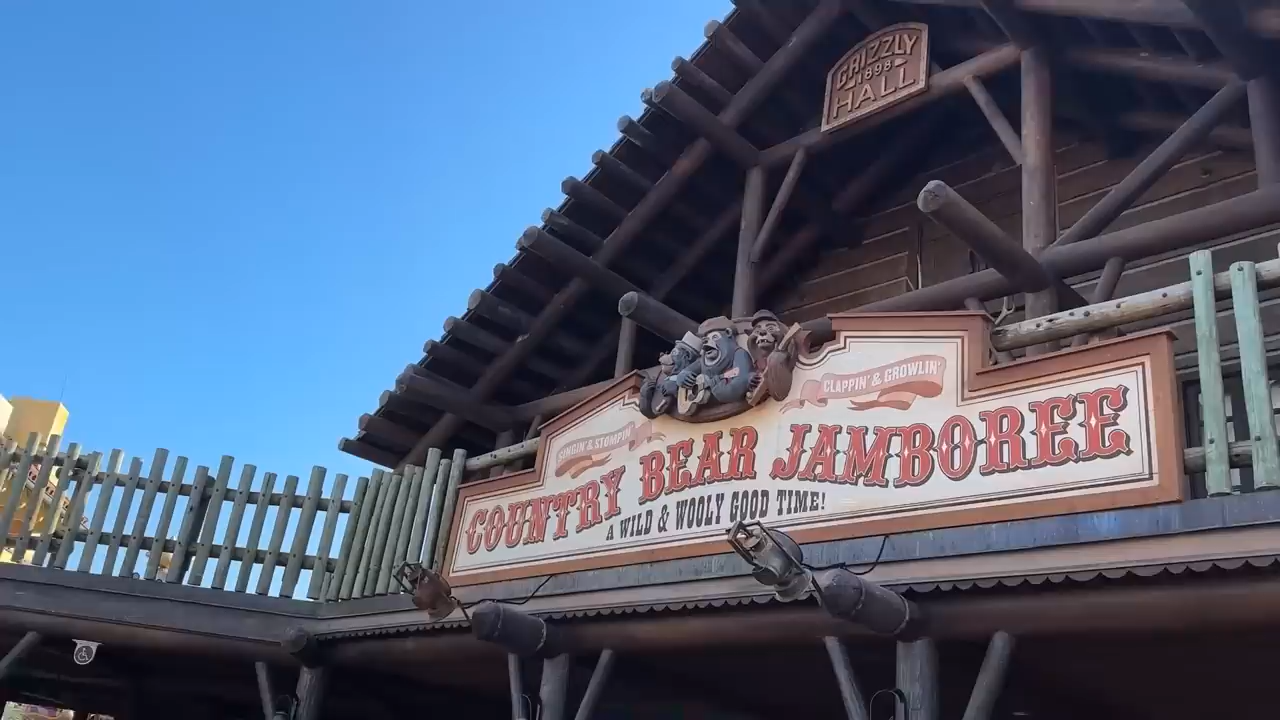 GRIZZLY
1898
HALL
CLAPPIN' & GROWLIN'
SINGIN' & STOMPIN'
COUNTRY BEAR JAMBOREE
A WILD & WOOLY GOOD TIME!